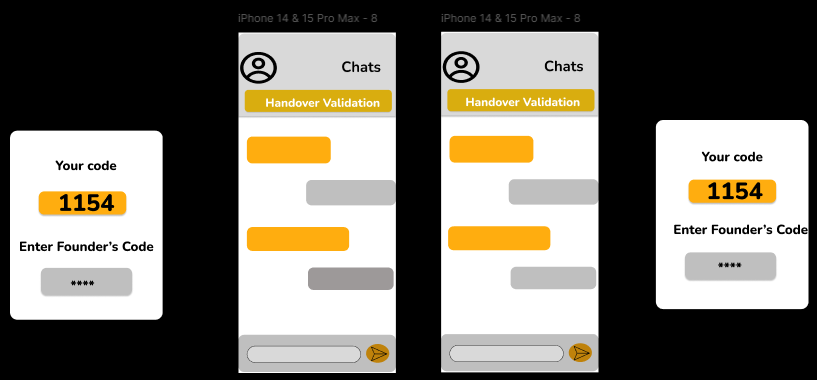 iPhone 14 & 15 Pro Max - 8
iPhone 14 & 15 Pro Max - 8
Chats
Chats
Handover Validation
Handover Validation
Your code
1154
Enter Founder's Code
****
Your code
1154
Enter Founder's Code
****